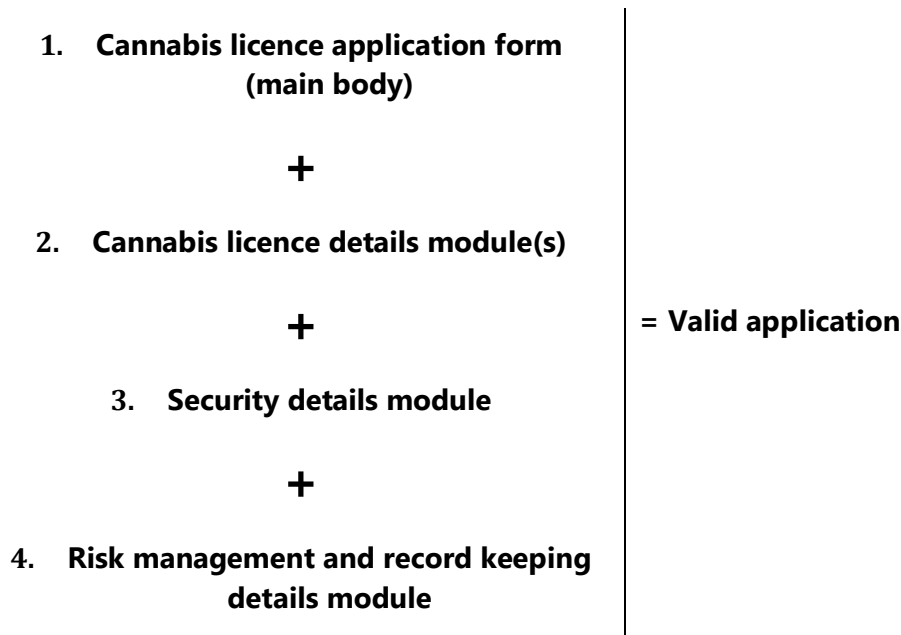 1. Cannabis licence application form
(main body)
+
2. Cannabis licence details module(s)
+
= Valid application
3. Security details module
+
4. Risk management and record keeping
details module